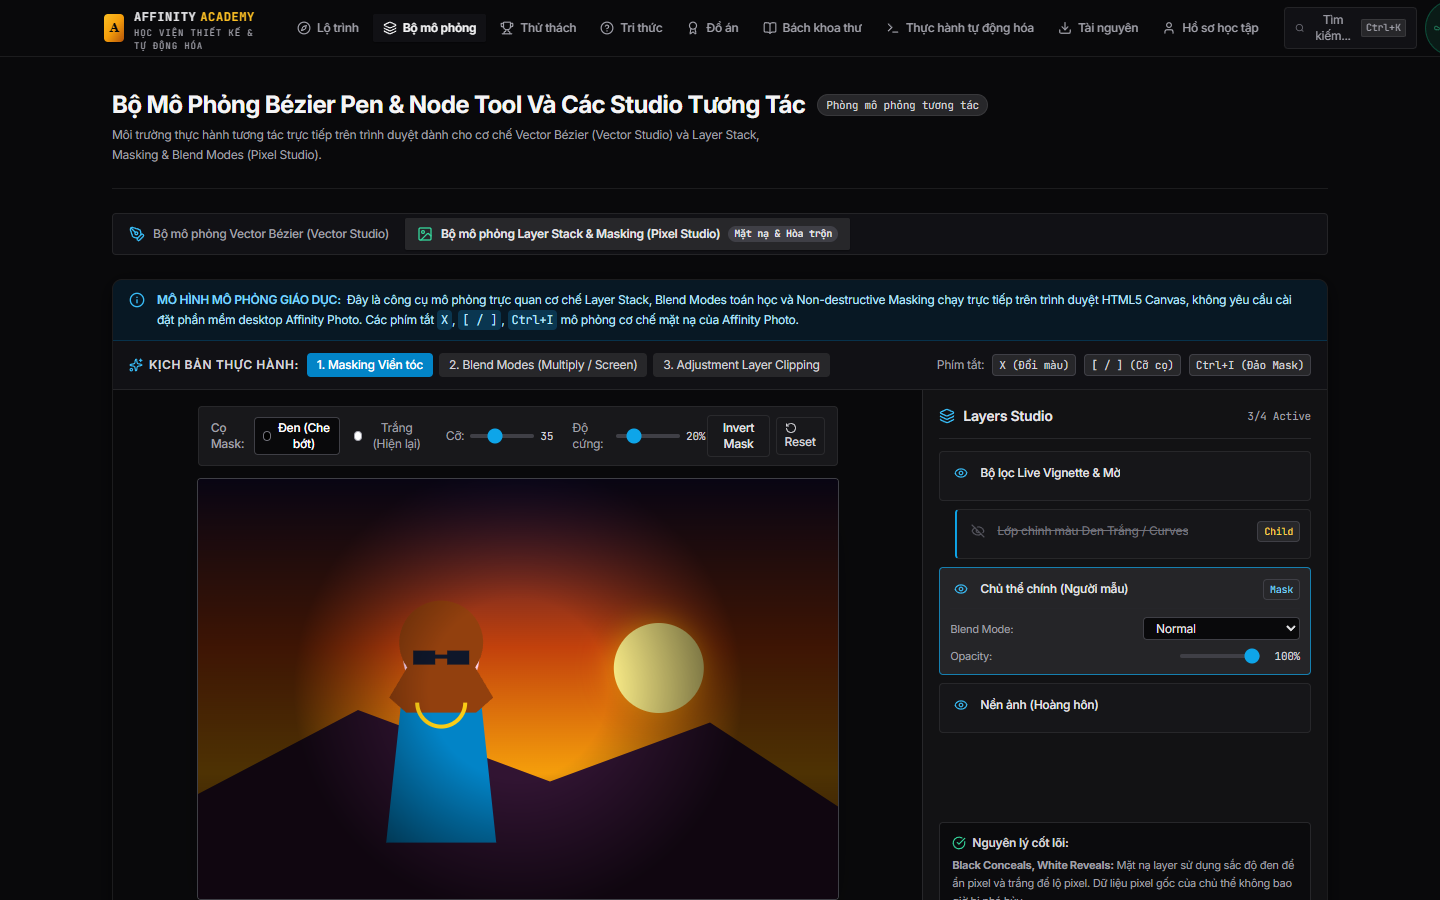 A
AFFINITY ACADEMY
HỌC VIỆN THIẾT KẾ &
TỰ ĐỘNG HÓA
Lộ trình
Bộ mô phỏng
Thử thách
Tri thức
Đồ án
Bách khoa thư
Thực hành tự động hóa
Tài nguyên
Hồ sơ học tập
Tìm kiếm...
Ctrl+K
Bộ Mô Phỏng Bézier Pen & Node Tool Và Các Studio Tương Tác
Phòng mô phỏng tương tác
Môi trường thực hành tương tác trực tiếp trên trình duyệt dành cho cơ chế Vector Bézier (Vector Studio) và Layer Stack,
Masking & Blend Modes (Pixel Studio).
Bộ mô phỏng Vector Bézier (Vector Studio)
Bộ mô phỏng Layer Stack & Masking (Pixel Studio)
Mặt nạ & Hòa trộn
MÔ HÌNH MÔ PHỎNG GIÁO DỤC: Đây là công cụ mô phỏng trực quan cơ chế Layer Stack, Blend Modes toán học và Non-destructive Masking chạy trực tiếp trên trình duyệt HTML5 Canvas, không yêu cầu cài
đặt phần mềm desktop Affinity Photo. Các phím tắt X, [ / ], Ctrl+I mô phỏng cơ chế mặt nạ của Affinity Photo.
KỊCH BẢN THỰC HÀNH:
1. Masking Viền tóc
2. Blend Modes (Multiply / Screen)
3. Adjustment Layer Clipping
Phím tắt:
X (Đổi màu)
[ / ] (Cỡ cọ)
Ctrl+I (Đảo Mask)
Cọ
Mask:
Đen (Che
bớt)
Trắng
(Hiện lại)
Cỡ:
35
Độ
cứng:
20%
Invert
Mask
Reset
Layers Studio
3/4 Active
Bộ lọc Live Vignette & Mờ
Lớp chỉnh màu Đen Trắng / Curves
Child
Chủ thể chính (Người mẫu)
Mask
Blend Mode:
Normal
Opacity:
100%
Nền ảnh (Hoàng hôn)
Nguyên lý cốt lõi:
Black Conceals, White Reveals: Mặt nạ layer sử dụng sắc độ đen để
ẩn pixel và trắng để lộ pixel. Dữ liệu pixel gốc của chủ thể không bao